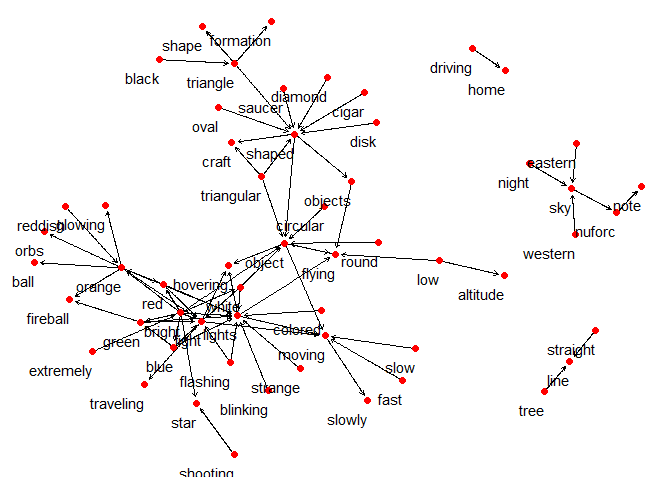 formation
shape
driving
black
triangle
home
diamond
saucer
cigar
oval
disk
shaped
craft
eastern
night
triangular
objects
note
sky
reddish
glowing
circular
nuforc
orbs
western
object
round
ball
hovering
flying
low
orange
altitude
red
white
fireball
bright
light
lights
colored
green
straight
moving
blue
extremely
slow
line
flashing
strange
traveling
fast
blinking
tree
star
slowly
shooting